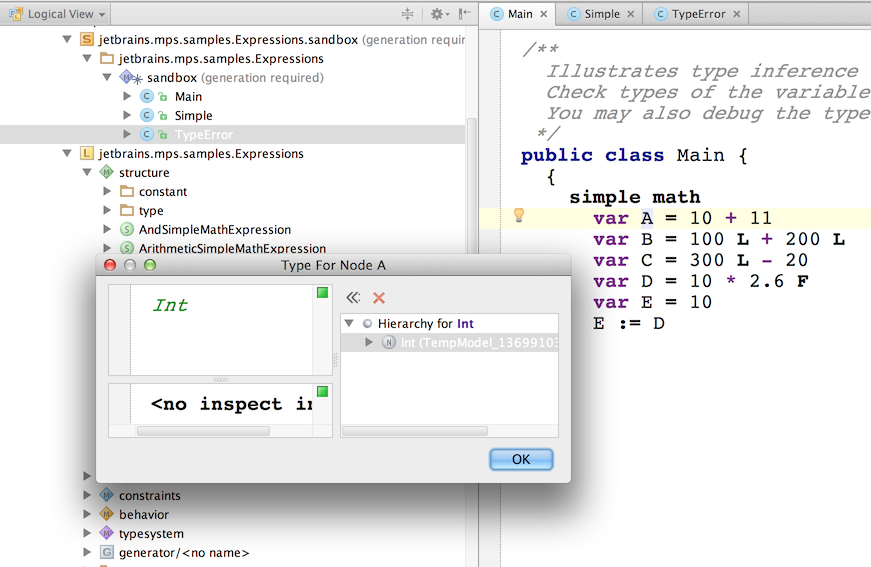 Logical View
jetbrains.mps.samples.Expressions.sandbox (generation requir
jetbrains.mps.samples.Expressions
sandbox (generation required)
Main
Simple
TypeError
jetbrains.mps.samples.Expressions
structure
constant
type
AndSimpleMathExpression
ArithmeticSimpleMathExpression
constraints
behavior
typesystem
generator/<no name>
Main
Simple
TypeError
/**
Illustrates type inference
Check types of the variable
You may also debug the type
*/
public class Main {
{
simple math
var A = 10 + 11
var B = 100 L + 200 L
var C = 300 L - 20
var D = 10 * 2.6 F
var E = 10
E := D
Type For Node A
Int
<no inspect in
Hierarchy for Int
Int (TempModel_13699103
OK